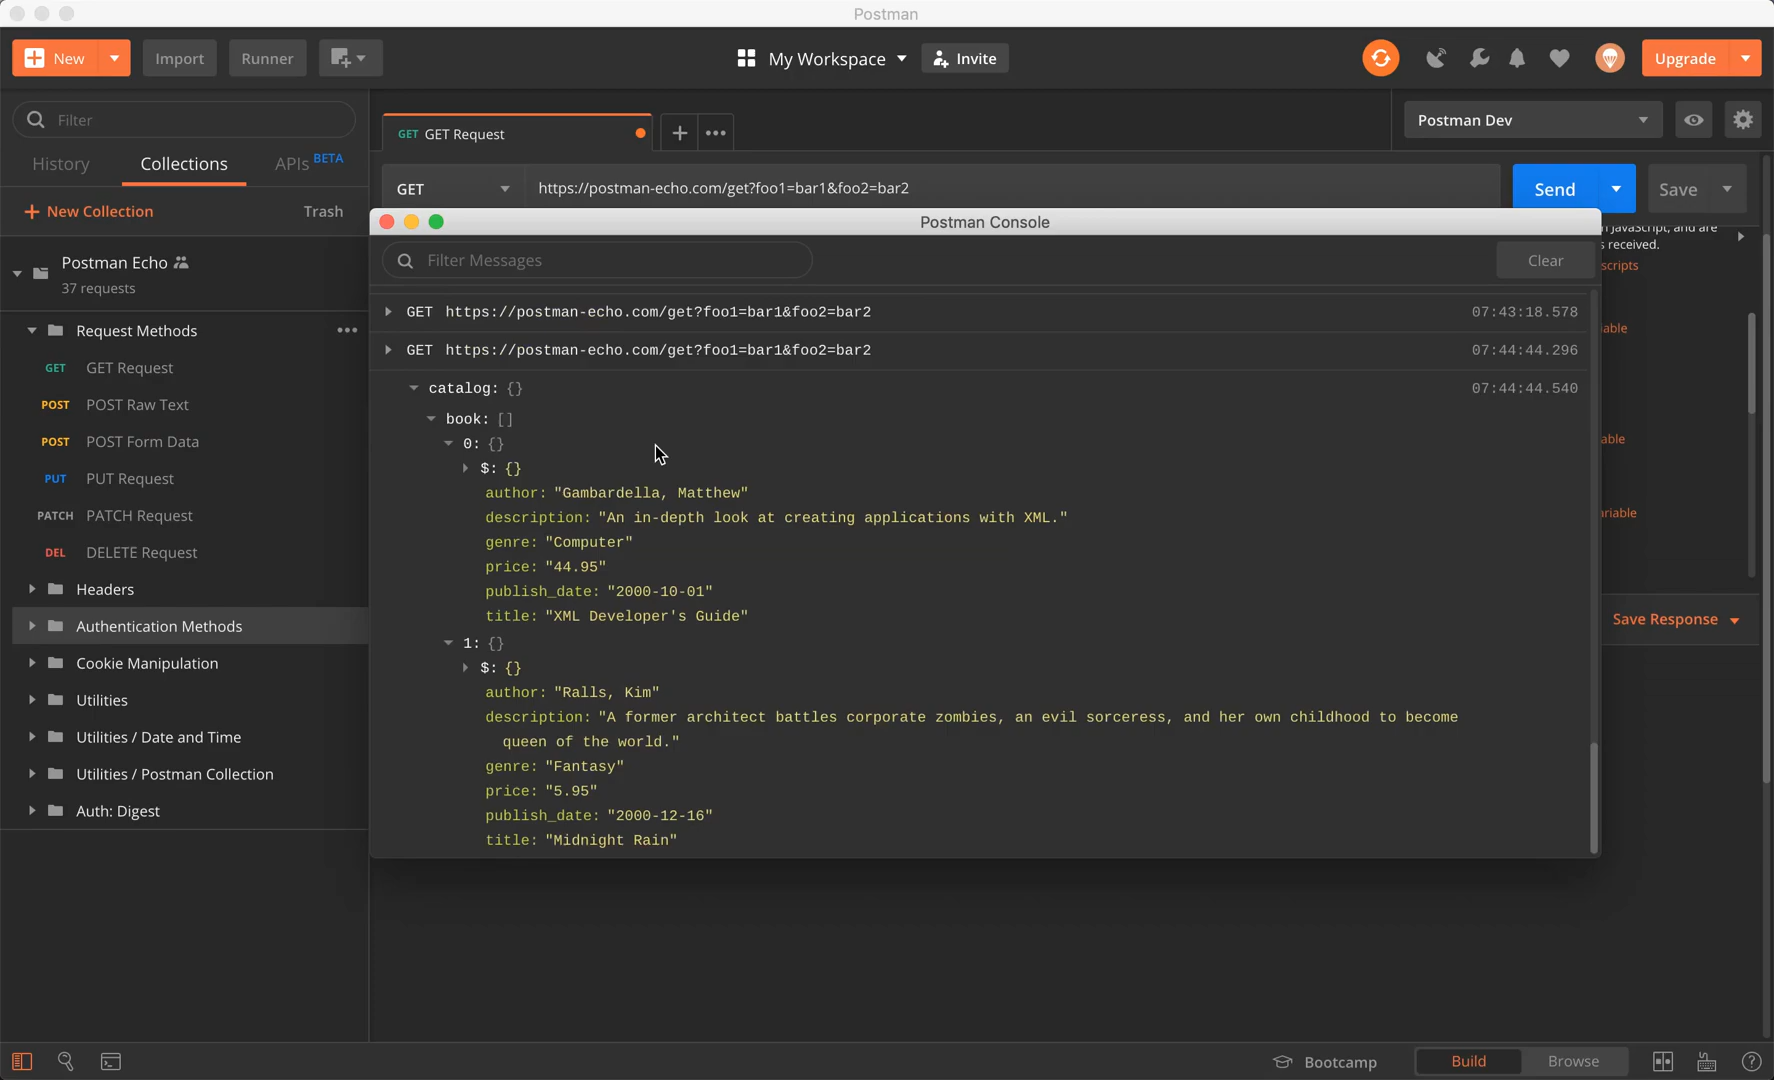 Postman
New
Import
Runner
My Workspace
Invite
Upgrade
Filter
History
Collections
APIs BETA
New Collection
Trash
Postman Echo
37 requests
Request Methods
GET GET Request
POST POST Raw Text
POST POST Form Data
PUT PUT Request
PATCH PATCH Request
DEL DELETE Request
Headers
Authentication Methods
Cookie Manipulation
Utilities
Utilities / Date and Time
Utilities / Postman Collection
Auth: Digest
GET GET Request
Postman Dev
GET https://postman-echo.com/get?foo1=bar1&foo2=bar2
Send
Save
Postman Console
Filter Messages
Clear
GET https://postman-echo.com/get?foo1=bar1&foo2=bar2 07:43:18.578
GET https://postman-echo.com/get?foo1=bar1&foo2=bar2 07:44:44.296
catalog: {} 07:44:44.540
book: []
0: {}
$: {}
author: "Gambardella, Matthew"
description: "An in-depth look at creating applications with XML."
genre: "Computer"
price: "44.95"
publish_date: "2000-10-01"
title: "XML Developer's Guide"
1: {}
$: {}
author: "Ralls, Kim"
description: "A former architect battles corporate zombies, an evil sorceress, and her own childhood to become
queen of the world."
genre: "Fantasy"
price: "5.95"
publish_date: "2000-12-16"
title: "Midnight Rain"
JavaScript, and are
s received.
scripts
iable
able
ariable
Save Response
Bootcamp
Build
Browse